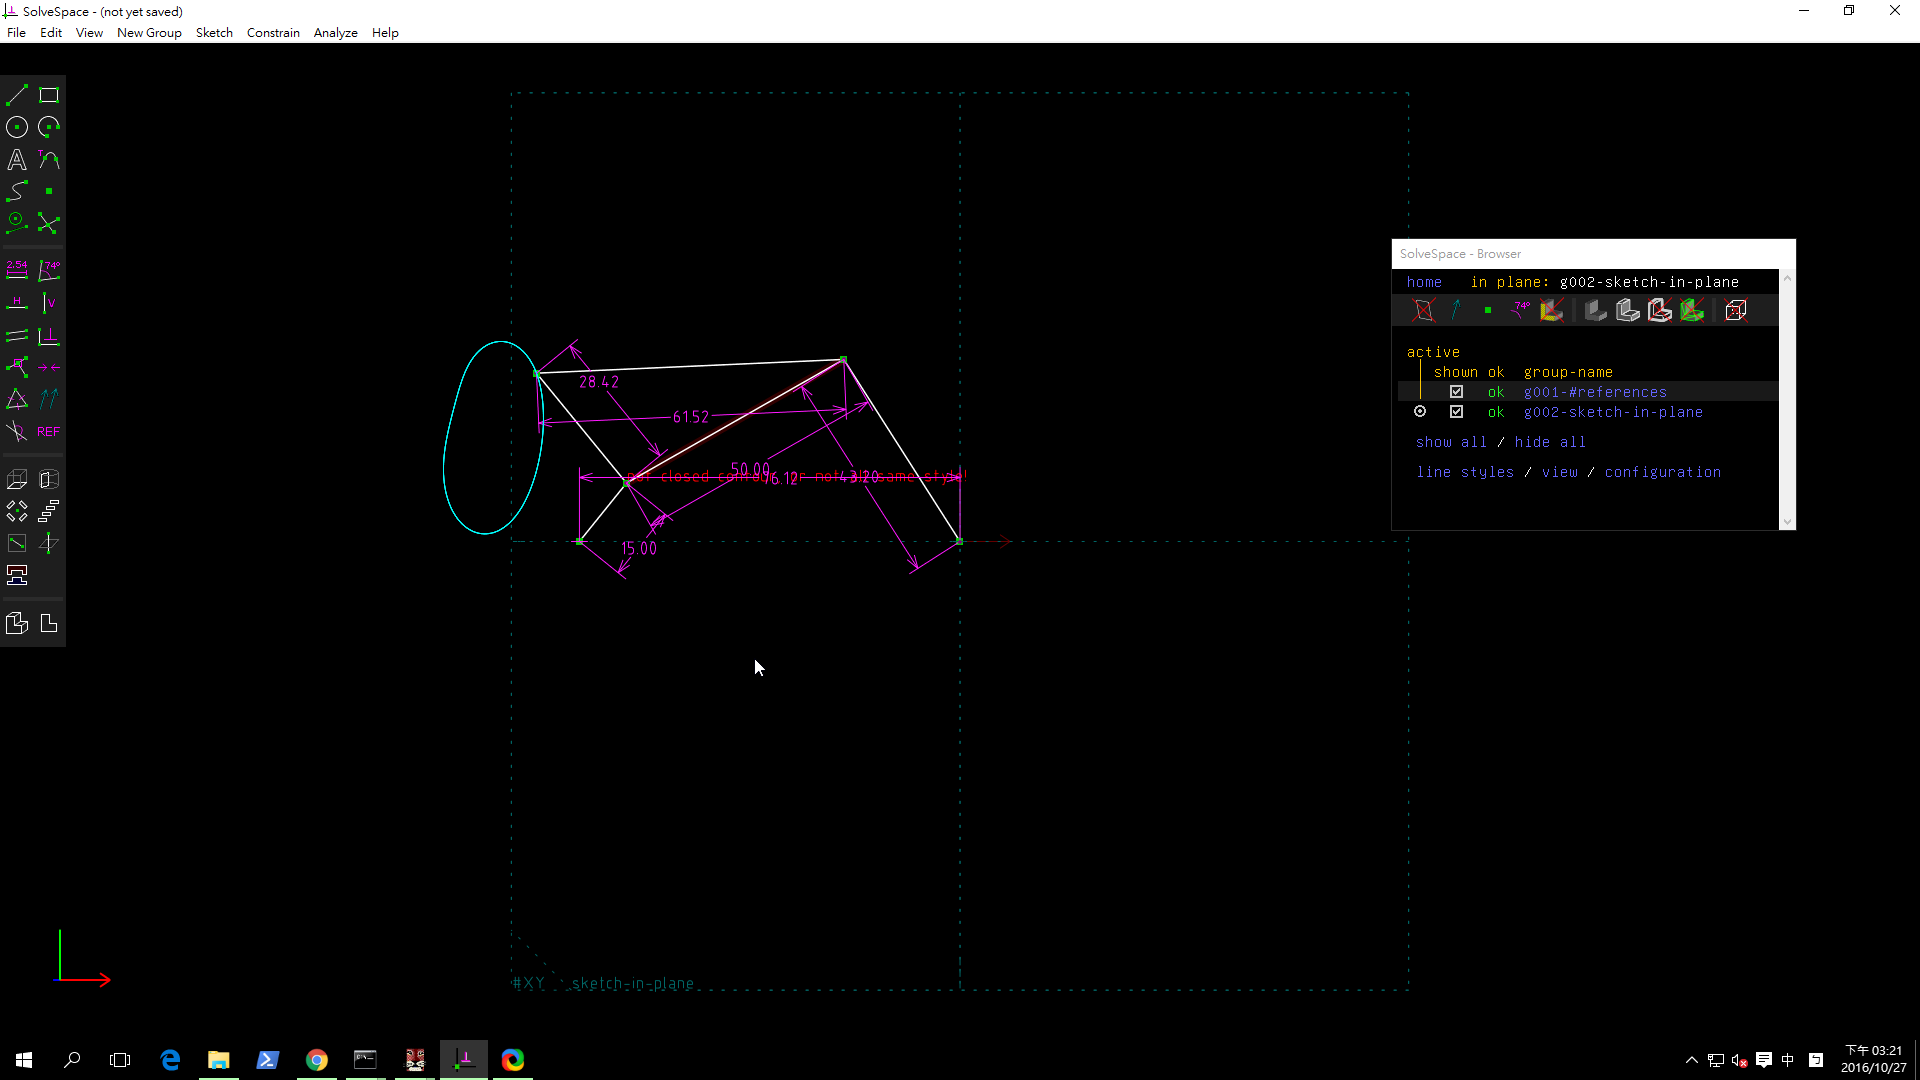 SolveSpace - (not yet saved)
File Edit View New Group Sketch Constrain Analyze Help
2.54 74°
H V
REF
28.42
61.52
50.00
76.12
43.20
not closed contour, or not all same style!
15.00
#XY sketch-in-plane
SolveSpace - Browser
home in plane: g002-sketch-in-plane
74°
active
shown ok group-name
ok g001-#references
ok g002-sketch-in-plane
show all / hide all
line styles / view / configuration
中
下午 03:21
2016/10/27